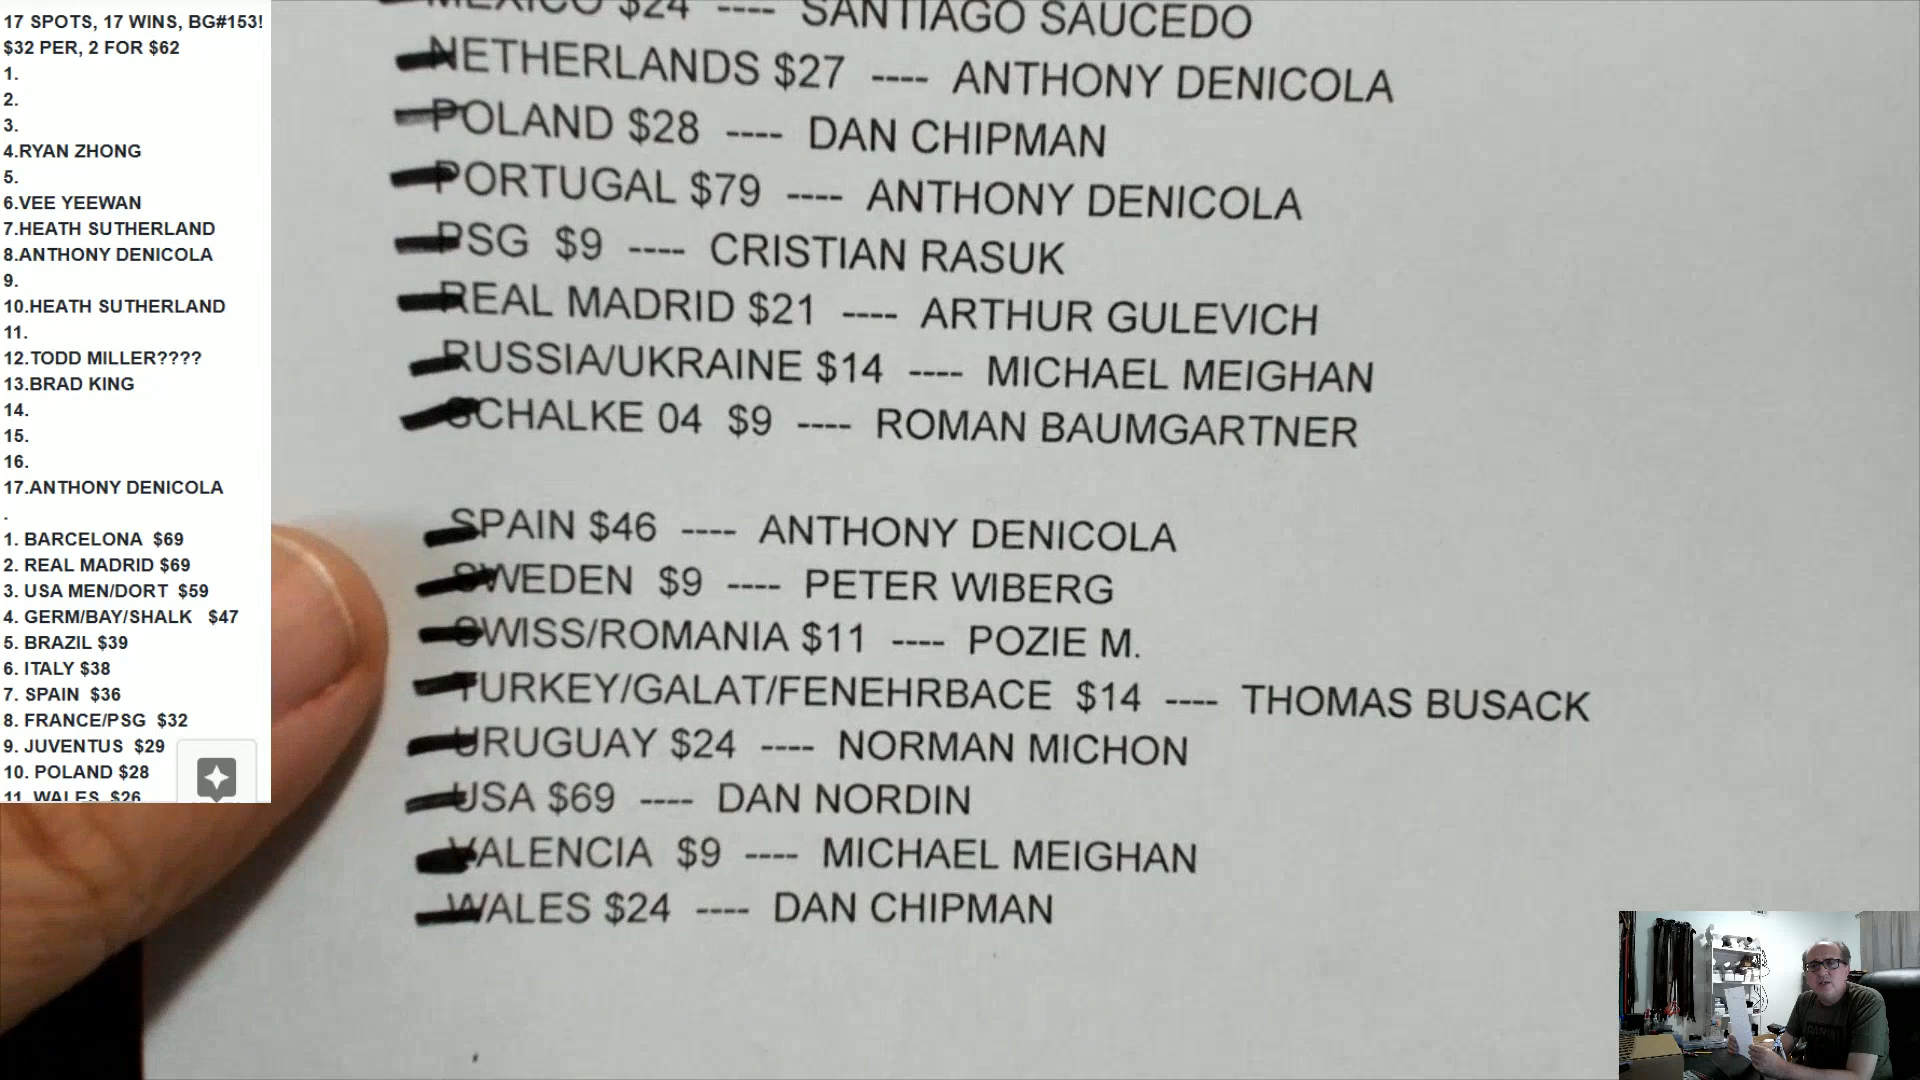 17 SPOTS, 17 WINS, BG#153!
$32 PER, 2 FOR $62
1.
2.
3.
4.RYAN ZHONG
5.
6.VEE YEEWAN
7.HEATH SUTHERLAND
8.ANTHONY DENICOLA
9.
10.HEATH SUTHERLAND
11.
12.TODD MILLER????
13.BRAD KING
14.
15.
16.
17.ANTHONY DENICOLA
.
1. BARCELONA $69
2. REAL MADRID $69
3. USA MEN/DORT $59
4. GERM/BAY/SHALK $47
5. BRAZIL $39
6. ITALY $38
7. SPAIN $36
8. FRANCE/PSG $32
9. JUVENTUS $29
10. POLAND $28
11. WALES $26
MEXICO $24 ---- SANTIAGO SAUCEDO
NETHERLANDS $27 ---- ANTHONY DENICOLA
POLAND $28 ---- DAN CHIPMAN
PORTUGAL $79 ---- ANTHONY DENICOLA
PSG $9 ---- CRISTIAN RASUK
REAL MADRID $21 ---- ARTHUR GULEVICH
RUSSIA/UKRAINE $14 ---- MICHAEL MEIGHAN
SCHALKE 04 $9 ---- ROMAN BAUMGARTNER
SPAIN $46 ---- ANTHONY DENICOLA
SWEDEN $9 ---- PETER WIBERG
SWISS/ROMANIA $11 ---- POZIE M.
TURKEY/GALAT/FENEHRBACE $14 ---- THOMAS BUSACK
URUGUAY $24 ---- NORMAN MICHON
USA $69 ---- DAN NORDIN
VALENCIA $9 ---- MICHAEL MEIGHAN
WALES $24 ---- DAN CHIPMAN